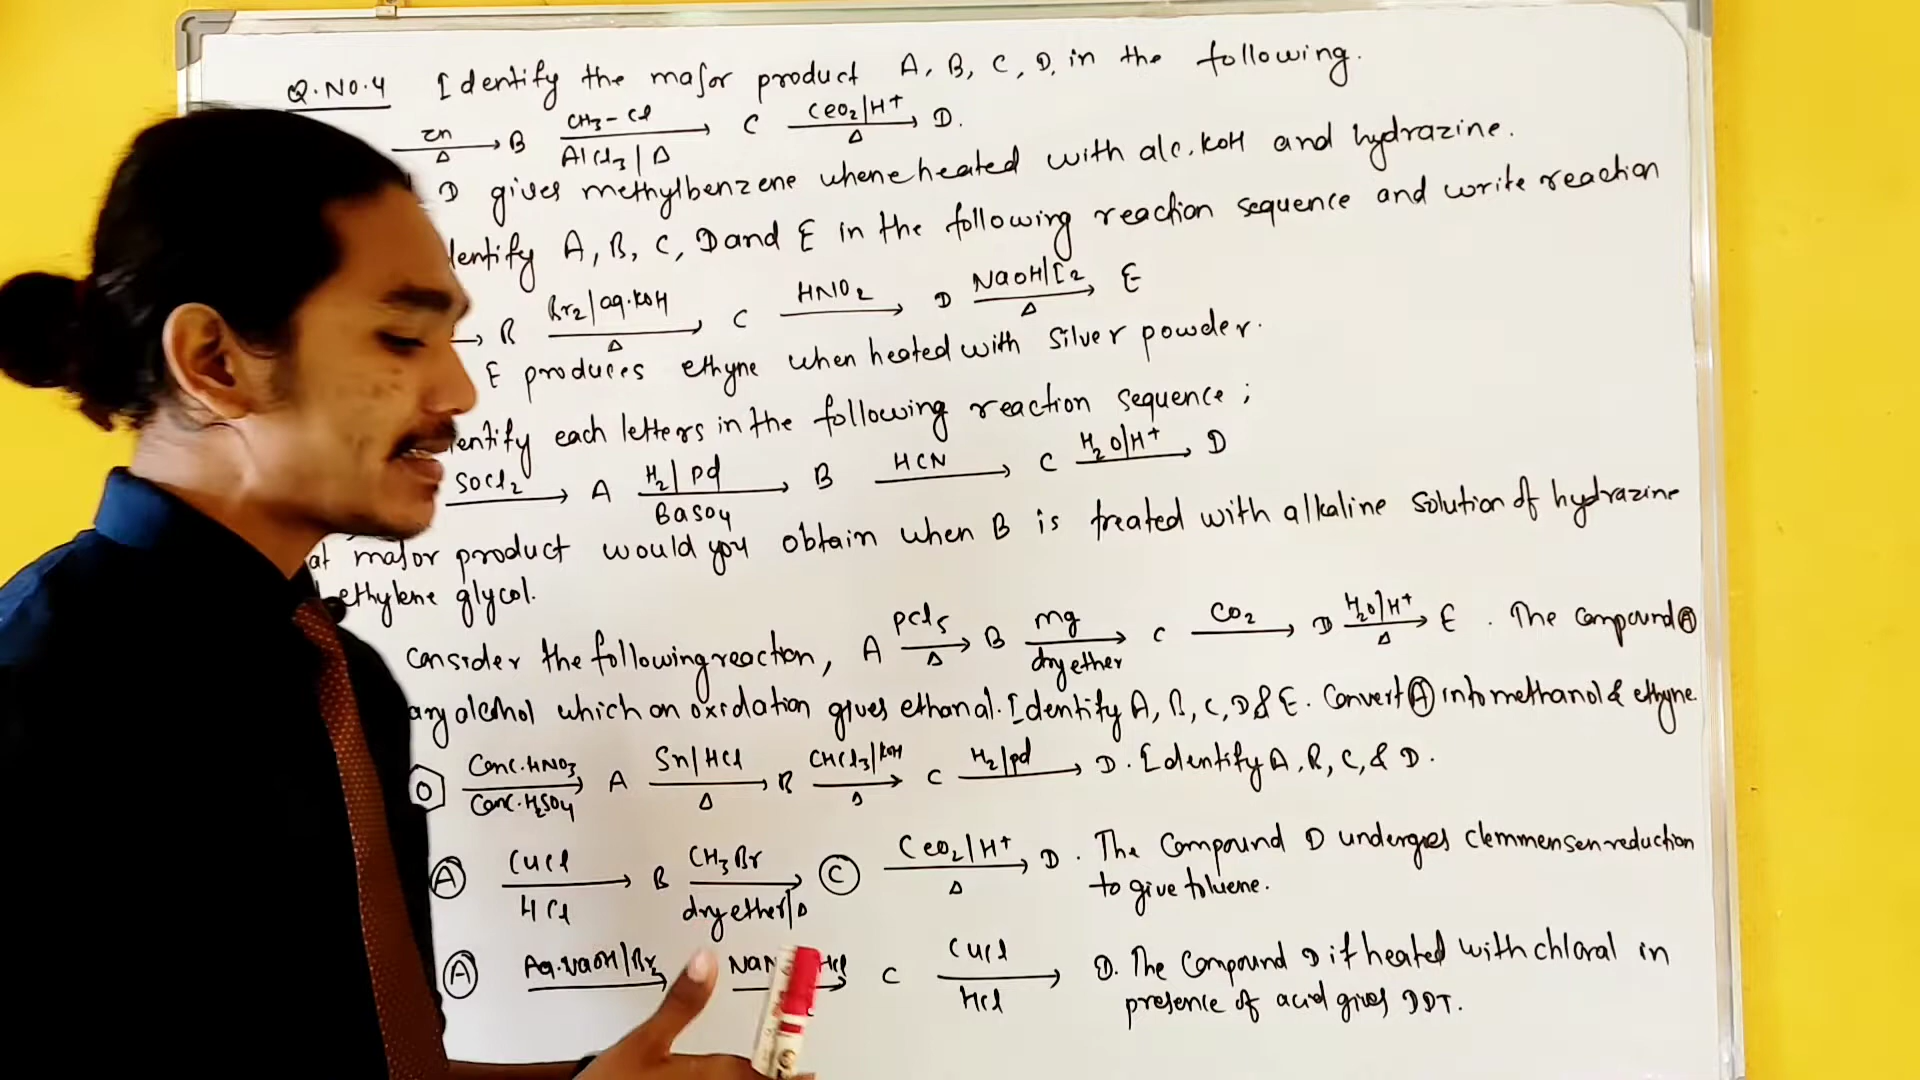 Q.No.4 Identify the major product A, B, C, D, in the following.
Zn/Δ → B CH3-Cl/AlCl3|Δ → C CeO2|H+/Δ → D.
D gives methylbenzene whene heated with alc. KOH and hydrazine.
dentify A, B, C, D and E in the following reaction sequence and write reaction
→ B Br2|aq.KOH/Δ → C HNO2 → D NaOH|I2/Δ → E
E produces ethyne when heated with silver powder.
entify each letters in the following reaction sequence ;
SOCl2 → A H2|Pd/BaSO4 → B HCN → C H2O|H+ → D
at major product would you obtain when B is treated with alkaline solution of hydrazine
ethylene glycol.
consider the following reaction, A PCl5/Δ → B mg/dry ether → C CO2 → D H2O|H+/Δ → E . The compound Ⓐ
ary alcohol which on oxidation gives ethanal. Identify A, B, C, D & E. Convert Ⓐ into methanol & ethyne
Conc.HNO3/Conc.H2SO4 → A Sn|HCl/Δ → B CHCl3|KOH/Δ → C H2|pd → D. Identify A, B, C, & D.
Ⓐ CuCl/HCl → B CH3Br/dry ether|Δ → Ⓒ CeO2|H+/Δ → D. The Compound D undergoes Clemmensen reduction
to give toluene.
Ⓐ Aq.NaOH|Br2 → NaN HCl → C CuCl/HCl → D. The Compound D if heated with chloral in
presence of acid gives DDT.